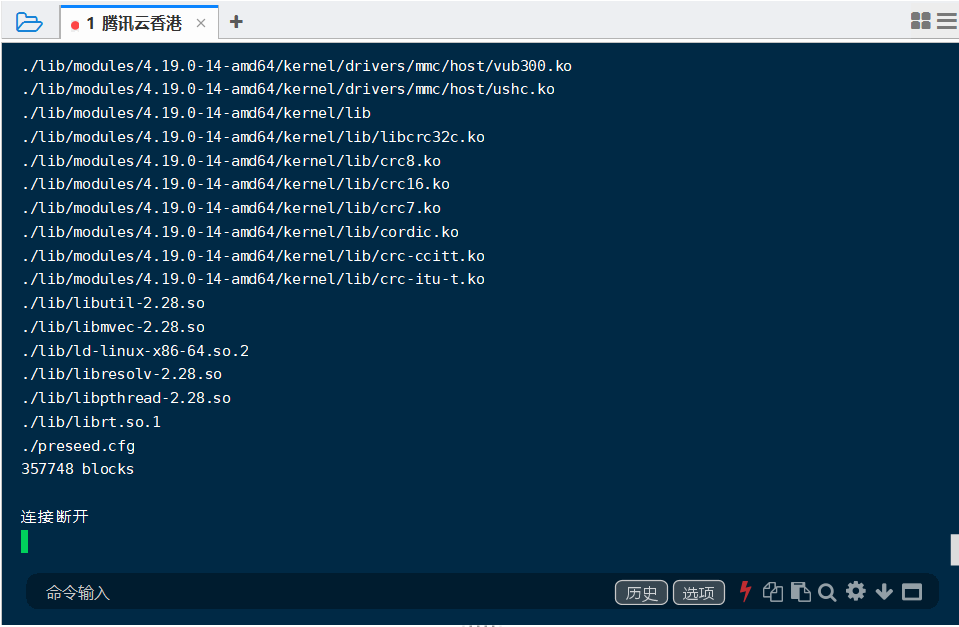 1 腾讯云香港
./lib/modules/4.19.0-14-amd64/kernel/drivers/mmc/host/vub300.ko
./lib/modules/4.19.0-14-amd64/kernel/drivers/mmc/host/ushc.ko
./lib/modules/4.19.0-14-amd64/kernel/lib
./lib/modules/4.19.0-14-amd64/kernel/lib/libcrc32c.ko
./lib/modules/4.19.0-14-amd64/kernel/lib/crc8.ko
./lib/modules/4.19.0-14-amd64/kernel/lib/crc16.ko
./lib/modules/4.19.0-14-amd64/kernel/lib/crc7.ko
./lib/modules/4.19.0-14-amd64/kernel/lib/cordic.ko
./lib/modules/4.19.0-14-amd64/kernel/lib/crc-ccitt.ko
./lib/modules/4.19.0-14-amd64/kernel/lib/crc-itu-t.ko
./lib/libutil-2.28.so
./lib/libmvec-2.28.so
./lib/ld-linux-x86-64.so.2
./lib/libresolv-2.28.so
./lib/libpthread-2.28.so
./lib/librt.so.1
./preseed.cfg
357748 blocks
连接断开
命令输入 历史 选项